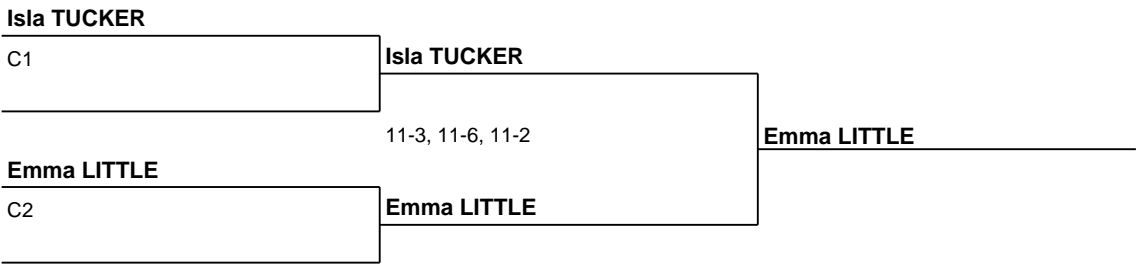 Isla TUCKER
C1
Isla TUCKER
11-3, 11-6, 11-2
Emma LITTLE
Emma LITTLE
C2
Emma LITTLE